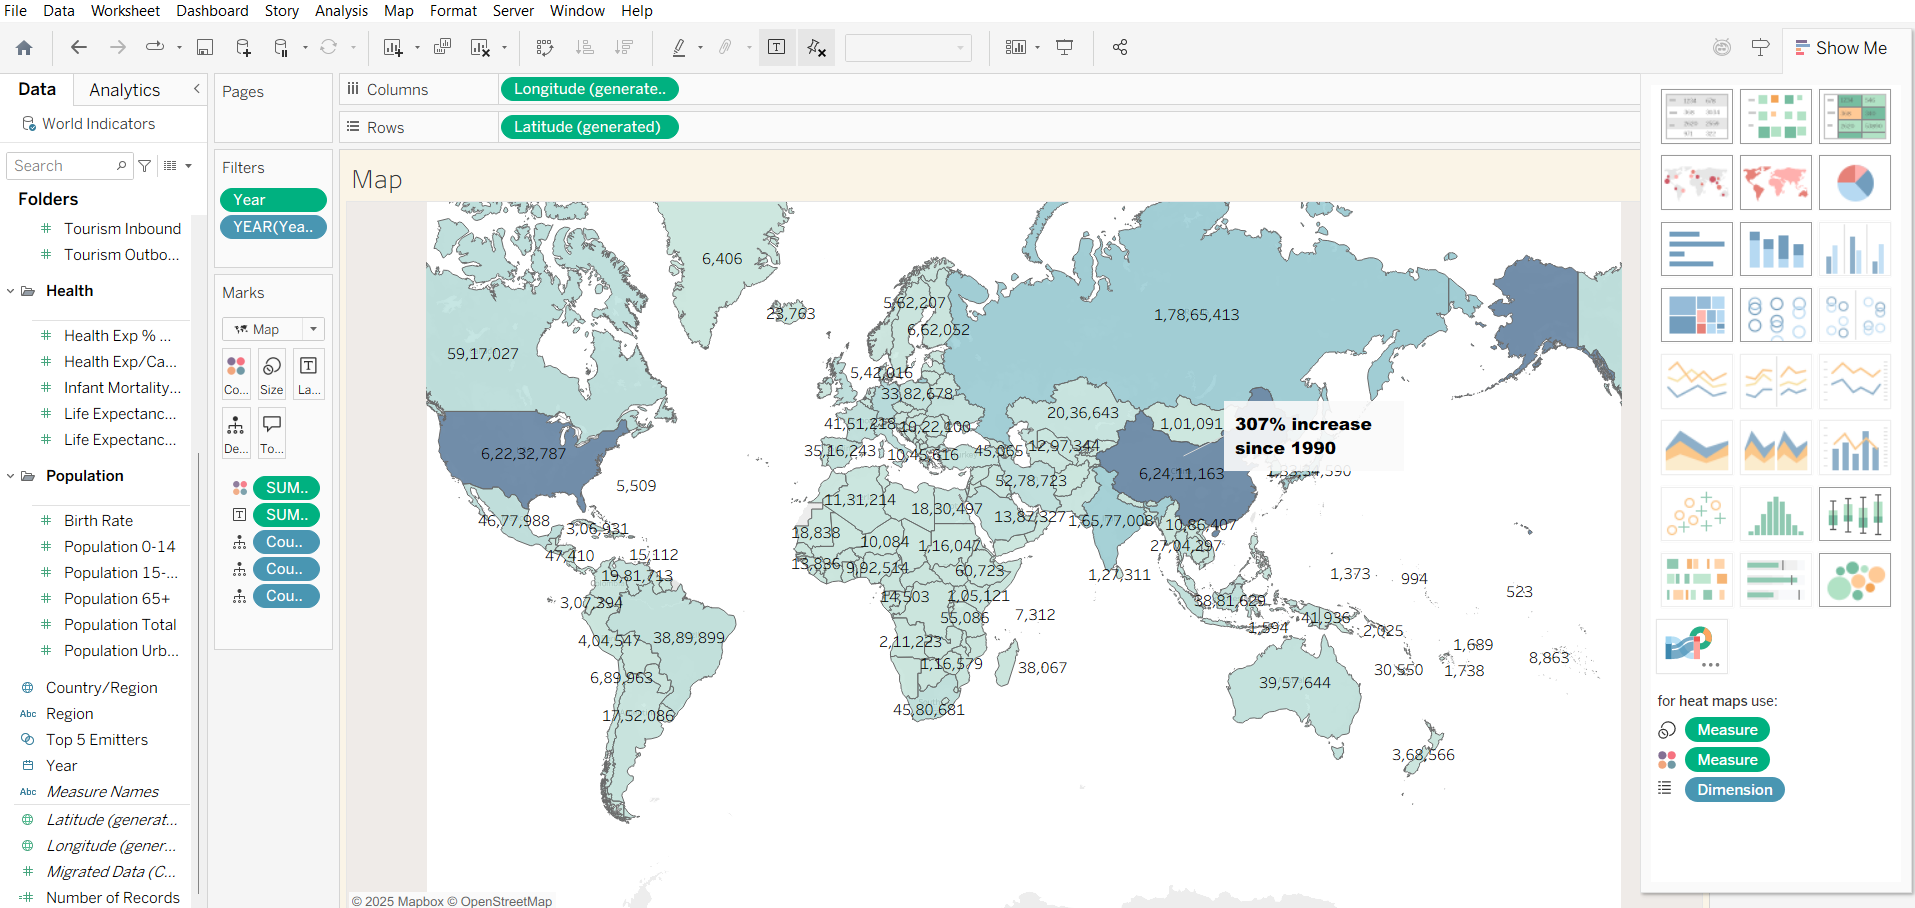 File Data Worksheet Dashboard Story Analysis Map Format Server Window Help
Show Me
Data Analytics
World Indicators
Search
Folders
Tourism Inbound
Tourism Outbo...
Health
Health Exp % ...
Health Exp/Ca...
Infant Mortality...
Life Expectanc...
Life Expectanc...
Population
Birth Rate
Population 0-14
Population 15-...
Population 65+
Population Total
Population Urb...
Country/Region
Abc Region
Top 5 Emitters
Year
Abc Measure Names
Latitude (generat...
Longitude (gener...
Migrated Data (C...
Number of Records
Pages
Filters
Year
YEAR(Yea..
Marks
Map
Co... Size La...
De... To...
SUM..
SUM..
Cou..
Cou..
Cou..
Columns Longitude (generate..
Rows Latitude (generated)
Map
6,406
23,763
5,62,207
6,62,052
1,78,65,413
59,17,027
5,42,016
33,82,678
20,36,643
1,01,091
307% increase
since 1990
41,51,218
10,22,100
6,22,32,787
35,16,243
10,45,616
45,065
12,97,344
6,24,11,163
5,509
52,78,723
11,31,214
18,30,497
13,87,327
1,65,77,008
10,86,407
46,77,988
3,06,931
18,838
10,084
1,16,047
27,04,297
47,410
15,112
13,836
9,92,514
60,723
1,27,311
1,373
994
19,81,713
523
3,07,394
14,503
1,05,121
38,81,629
7,312
55,086
41,936
1,594
2,025
4,04,547
38,89,899
2,11,223
1,689
1,16,579
38,067
8,863
30,550
1,738
6,89,963
39,57,644
17,52,086
45,80,681
3,68,566
© 2025 Mapbox © OpenStreetMap
for heat maps use:
Measure
Measure
Dimension